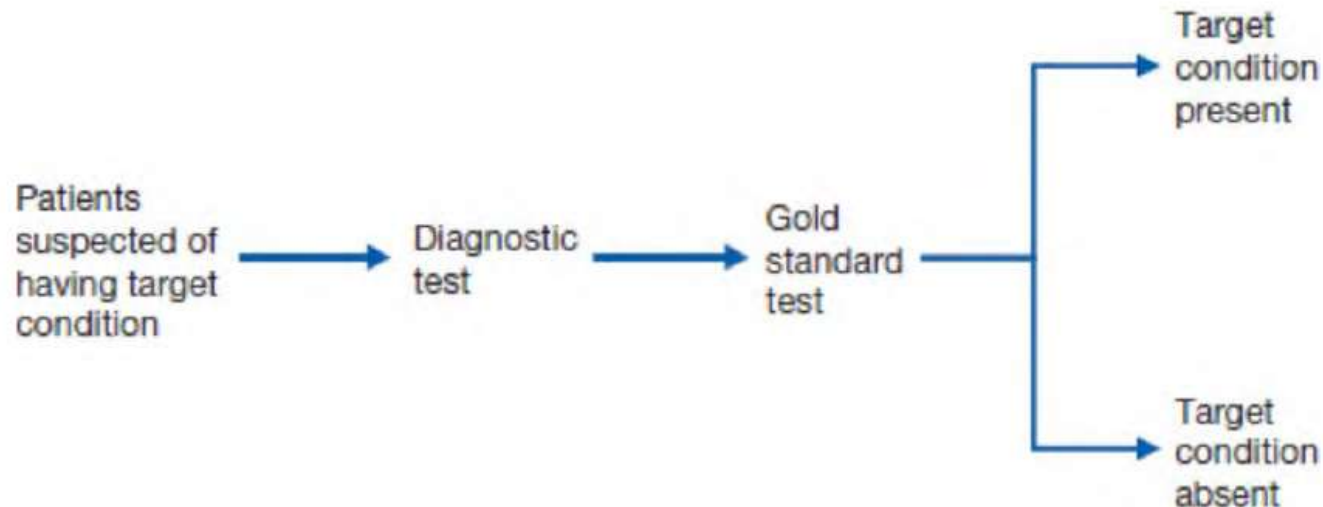 Patients
suspected of
having target
condition
Diagnostic
test
Gold
standard
test
Target
condition
present
Target
condition
absent